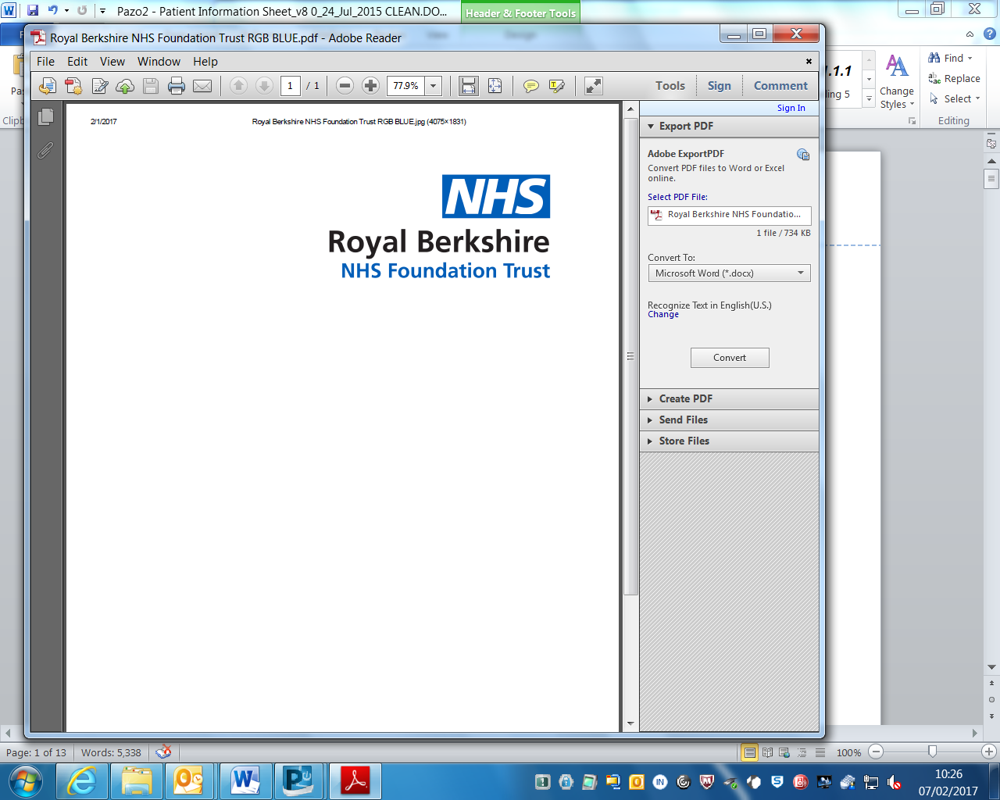 Pazo2 - Patient Information Sheet_v8 0_24_Jul_2015 CLEAN.DO...
Header & Footer Tools
Royal Berkshire NHS Foundation Trust RGB BLUE.pdf - Adobe Reader
File Edit View Window Help
1 / 1 77.9% Tools Sign Comment
Sign In
2/1/2017 Royal Berkshire NHS Foundation Trust RGB BLUE.jpg (4075×1831)
NHS
Royal Berkshire
NHS Foundation Trust
Export PDF
Adobe ExportPDF
Convert PDF files to Word or Excel
online.
Select PDF File:
Royal Berkshire NHS Foundatio...
1 file / 734 KB
Convert To:
Microsoft Word (*.docx)
Recognize Text in English(U.S.)
Change
Convert
Create PDF
Send Files
Store Files
Change
Styles
Find
Replace
Select
Editing
Page: 1 of 13 Words: 5,338 100%
10:26
07/02/2017